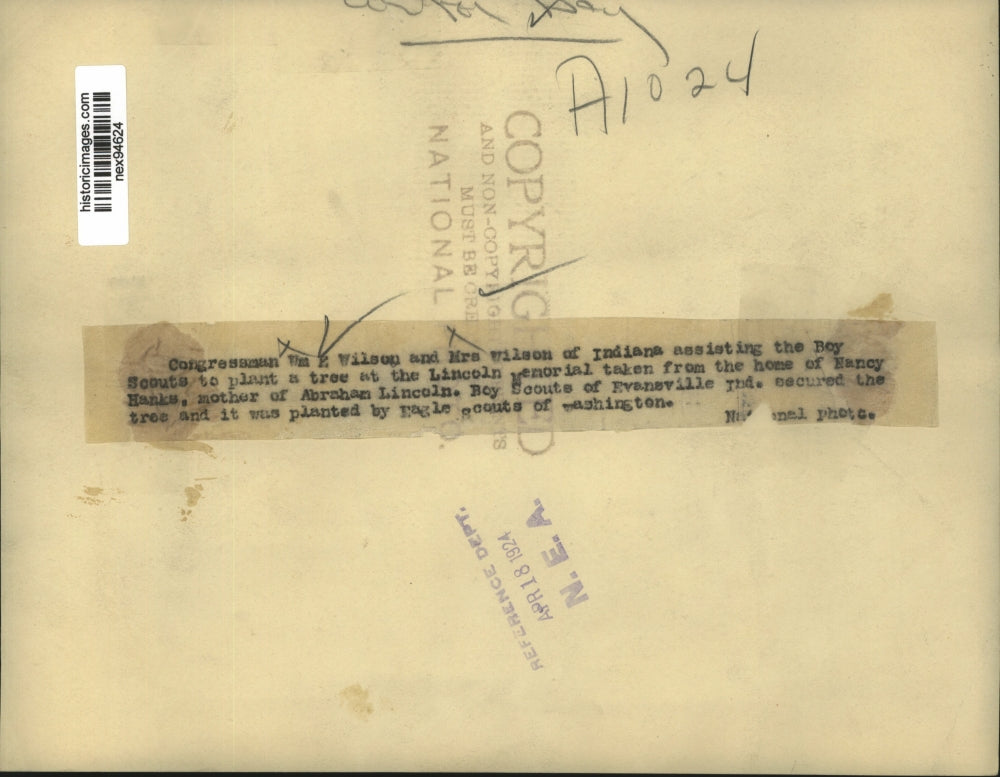 A1024
historicimages.com
nex94624
COPYRIGHTED
AND NON-COPYRIGH
MUST BE CRE
NATIONAL
Congressman Wm E Wilson and Mrs Wilson of Indiana assisting the Boy
Scouts to plant a tree at the Lincoln Memorial taken from the home of Nancy
Hanks, mother of Abraham Lincoln. Boy Scouts of Evansville Ind. secured the
tree and it was planted by Eagle scouts of Washington.
Na onal photo.
REFERENCE DEPT.
APR 18 1924
N. E. A.